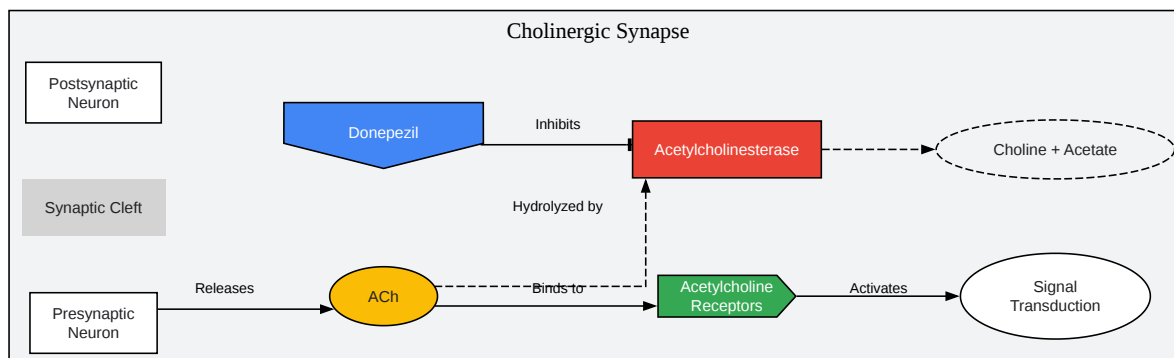 Cholinergic Synapse
Postsynaptic
Neuron
Donepezil
Inhibits
Acetylcholinesterase
Choline + Acetate
Synaptic Cleft
Hydrolyzed by
Releases
ACh
Binds to
Acetylcholine
Receptors
Activates
Signal
Transduction
Presynaptic
Neuron